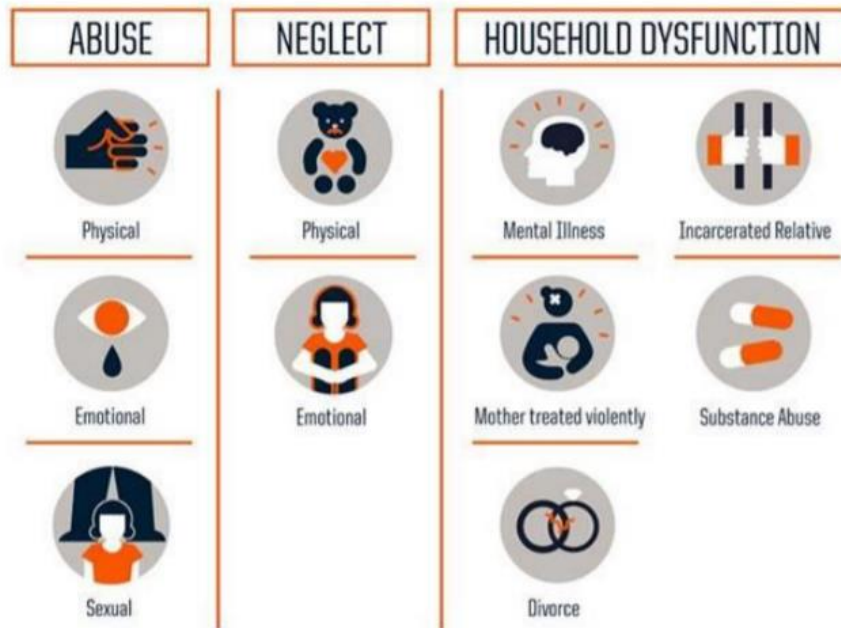 ABUSE
NEGLECT
HOUSEHOLD DYSFUNCTION
Physical
Physical
Mental Illness
Incarcerated Relative
Emotional
Emotional
Mother treated violently
Substance Abuse
Sexual
Divorce